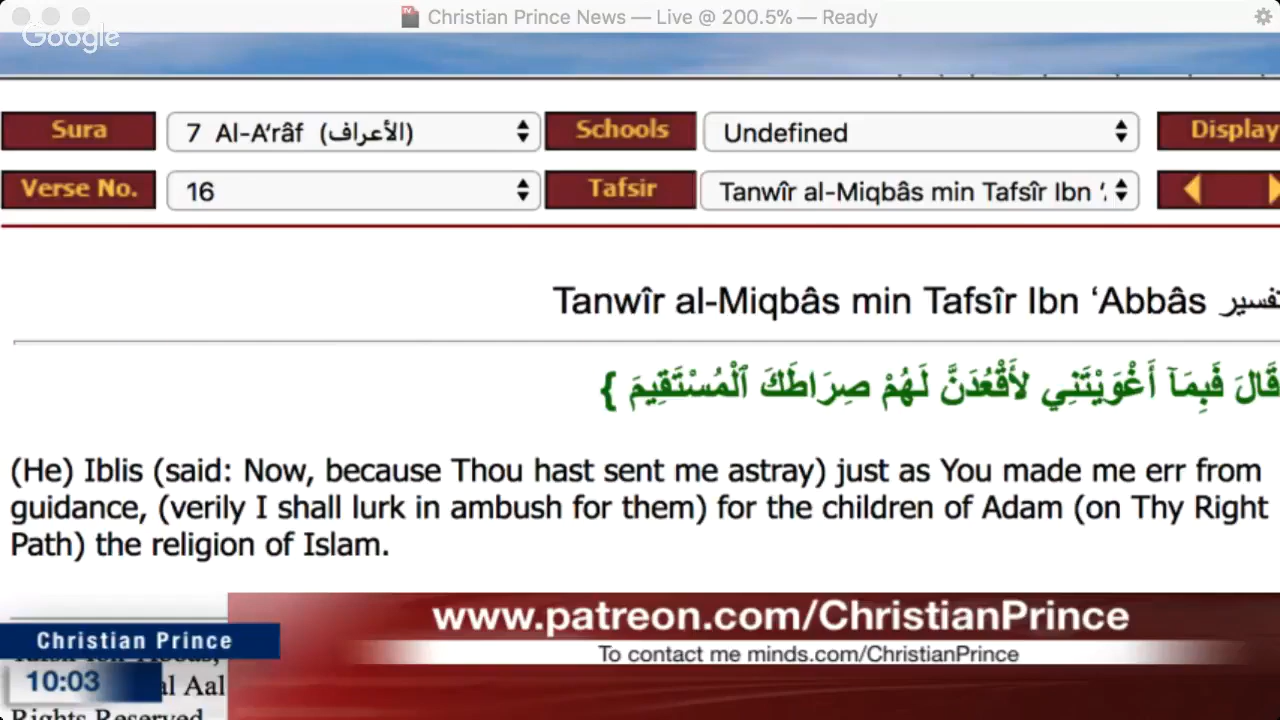 Christian Prince News — Live @ 200.5% — Ready
Google
Sura
7 Al-A'râf (الأعراف)
Schools
Undefined
Display
Verse No.
16
Tafsir
Tanwîr al-Miqbâs min Tafsîr Ibn ‘
Tanwîr al-Miqbâs min Tafsîr Ibn ‘Abbâs تفسير
قَالَ فَبِمَآ أَغْوَيْتَنِي لأَقْعُدَنَّ لَهُمْ صِرَاطَكَ ٱلْمُسْتَقِيمَ }
(He) Iblis (said: Now, because Thou hast sent me astray) just as You made me err from
guidance, (verily I shall lurk in ambush for them) for the children of Adam (on Thy Right
Path) the religion of Islam.
www.patreon.com/ChristianPrince
Christian Prince
To contact me minds.com/ChristianPrince
10:03
al Aal
Rights Reserved